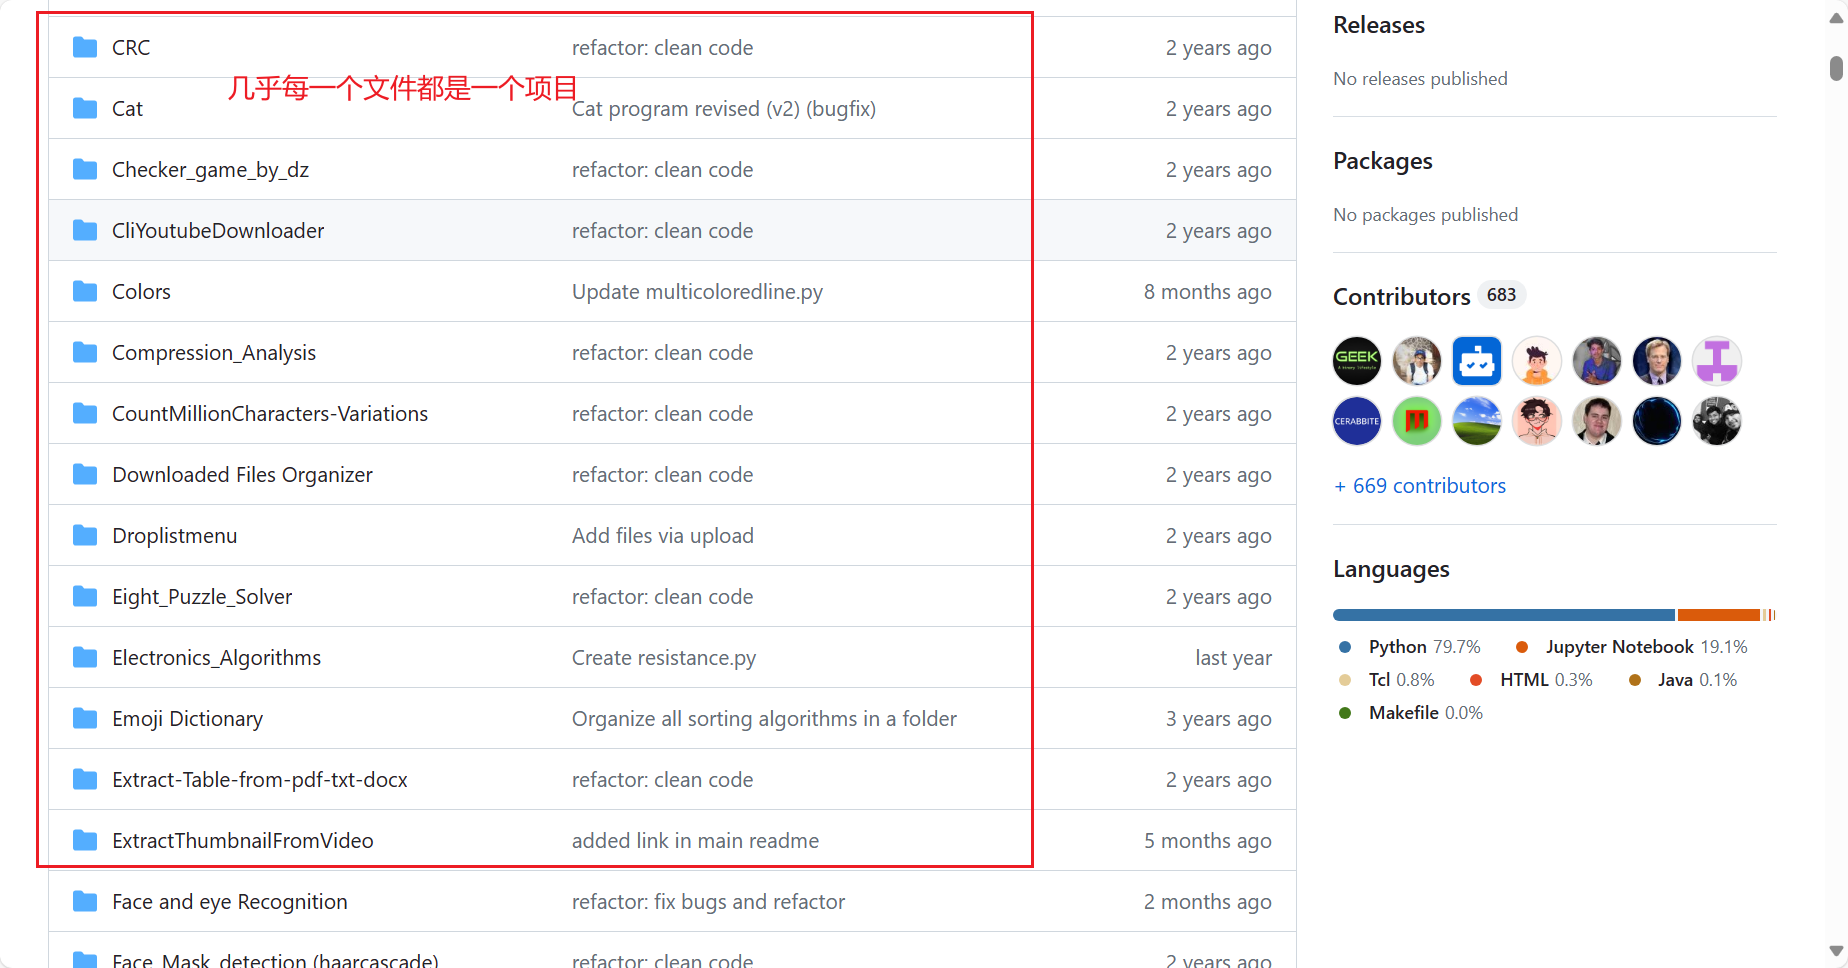 CRC refactor: clean code 2 years ago
几乎每一个文件都是一个项目
Cat Cat program revised (v2) (bugfix) 2 years ago
Checker_game_by_dz refactor: clean code 2 years ago
CliYoutubeDownloader refactor: clean code 2 years ago
Colors Update multicoloredline.py 8 months ago
Compression_Analysis refactor: clean code 2 years ago
CountMillionCharacters-Variations refactor: clean code 2 years ago
Downloaded Files Organizer refactor: clean code 2 years ago
Droplistmenu Add files via upload 2 years ago
Eight_Puzzle_Solver refactor: clean code 2 years ago
Electronics_Algorithms Create resistance.py last year
Emoji Dictionary Organize all sorting algorithms in a folder 3 years ago
Extract-Table-from-pdf-txt-docx refactor: clean code 2 years ago
ExtractThumbnailFromVideo added link in main readme 5 months ago
Face and eye Recognition refactor: fix bugs and refactor 2 months ago
Face_Mask_detection (haarcascade) refactor: clean code 2 years ago
Releases
No releases published
Packages
No packages published
Contributors 683
GEEK
CERABBITE
+ 669 contributors
Languages
Python 79.7% Jupyter Notebook 19.1%
Tcl 0.8% HTML 0.3% Java 0.1%
Makefile 0.0%